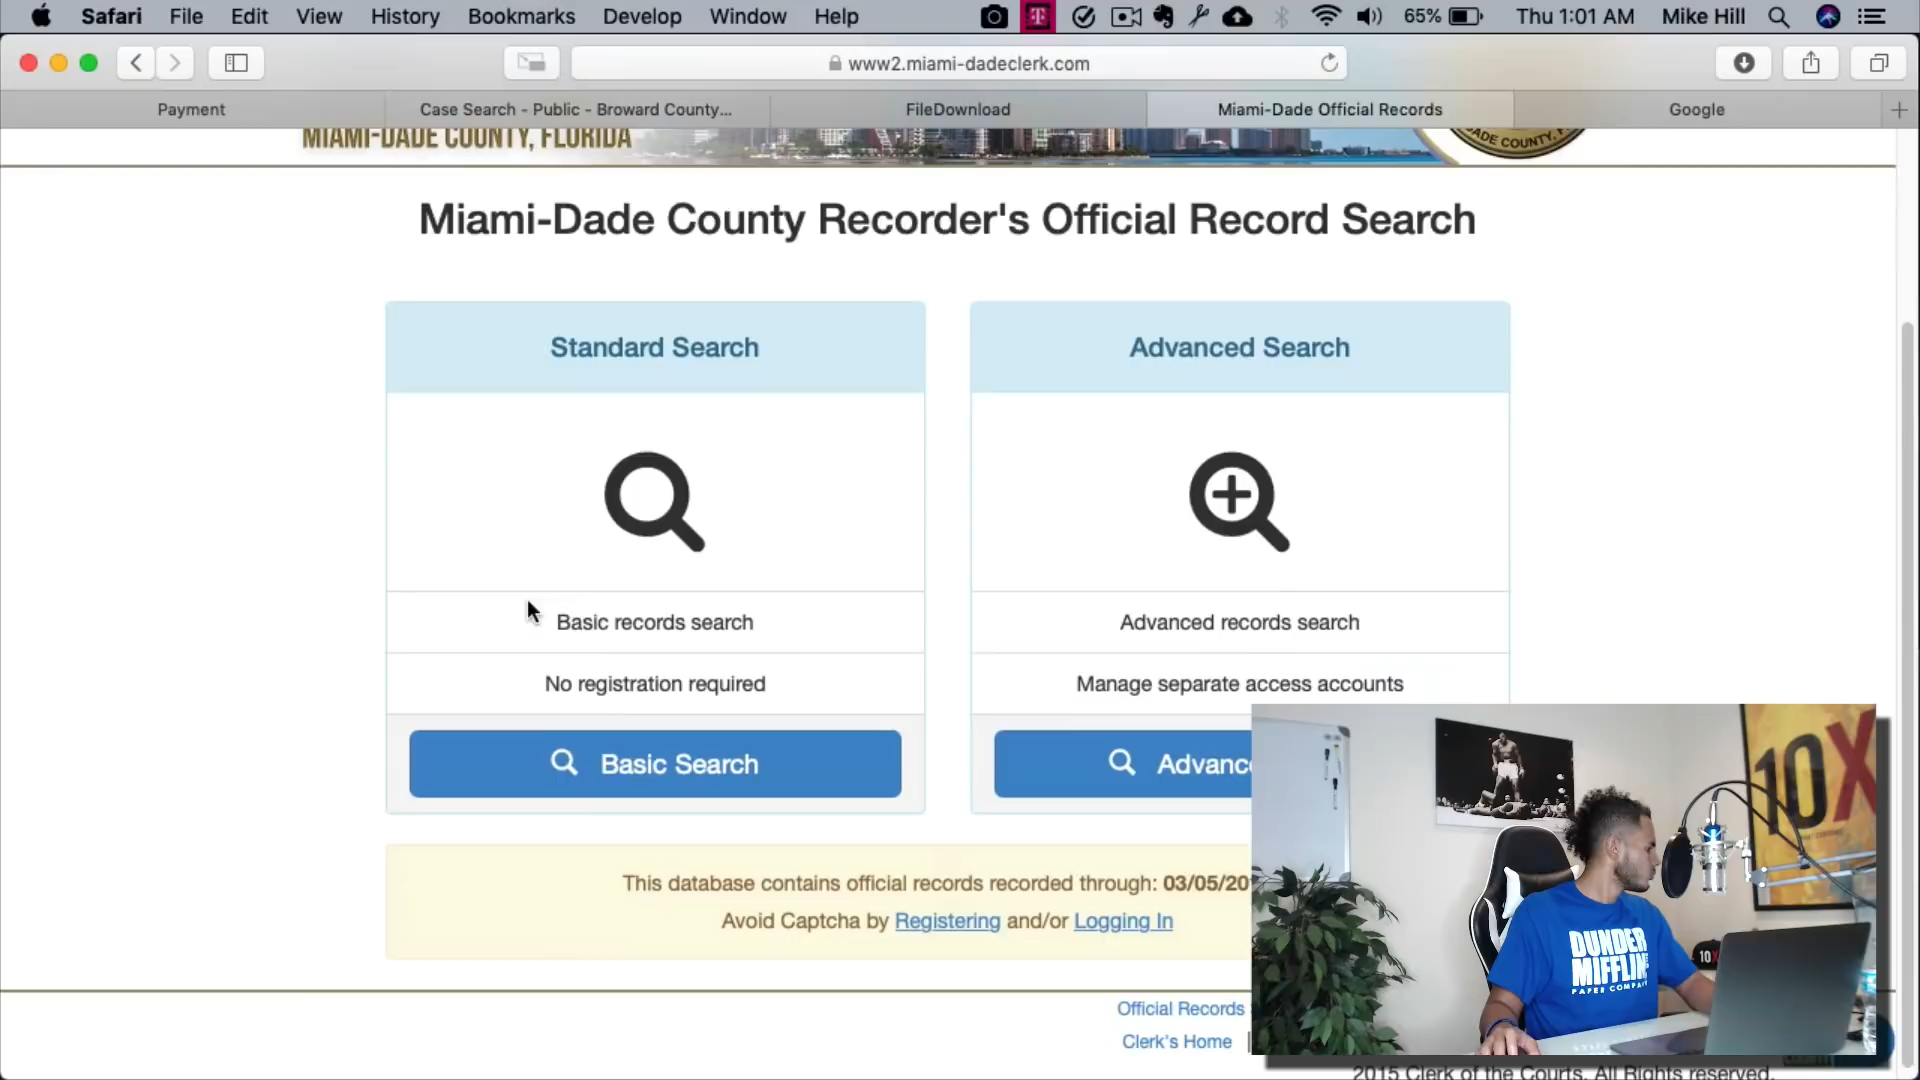 Safari File Edit View History Bookmarks Develop Window Help 65% Thu 1:01 AM Mike Hill
www2.miami-dadeclerk.com
Payment Case Search - Public - Broward County... FileDownload Miami-Dade Official Records Google
MIAMI-DADE COUNTY, FLORIDA
DADE COUNTY, F
Miami-Dade County Recorder's Official Record Search
Standard Search
Basic records search
No registration required
Basic Search
Advanced Search
Advanced records search
Manage separate access accounts
Advance
This database contains official records recorded through: 03/05/20
Avoid Captcha by Registering and/or Logging In
10X
10X
DUNDER
MIFFLIN
PAPER COMPA
Official Records
Clerk's Home |
2015 Clerk of the Courts. All Rights reserved.